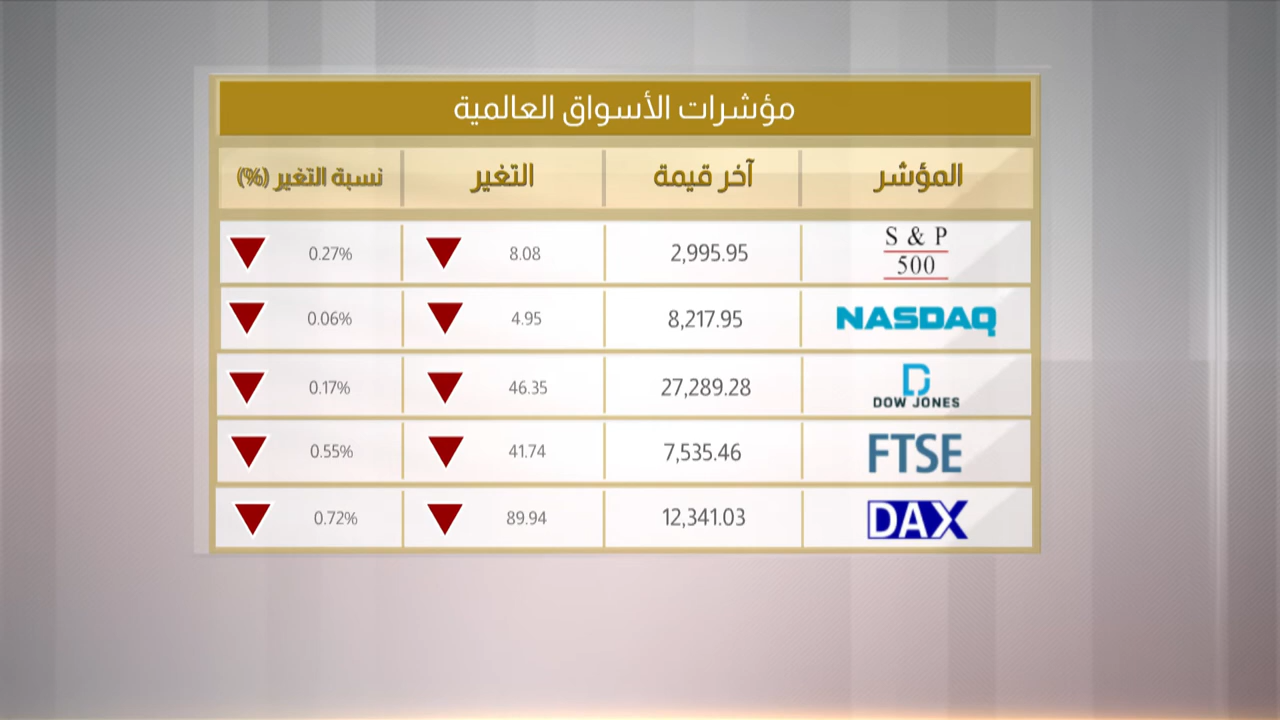 مؤشرات الأسواق العالمية
المؤشر آخر قيمة التغير نسبة التغير (%)
S & P 500 2,995.95 8.08 0.27%
NASDAQ 8,217.95 4.95 0.06%
DOW JONES 27,289.28 46.35 0.17%
FTSE 7,535.46 41.74 0.55%
DAX 12,341.03 89.94 0.72%